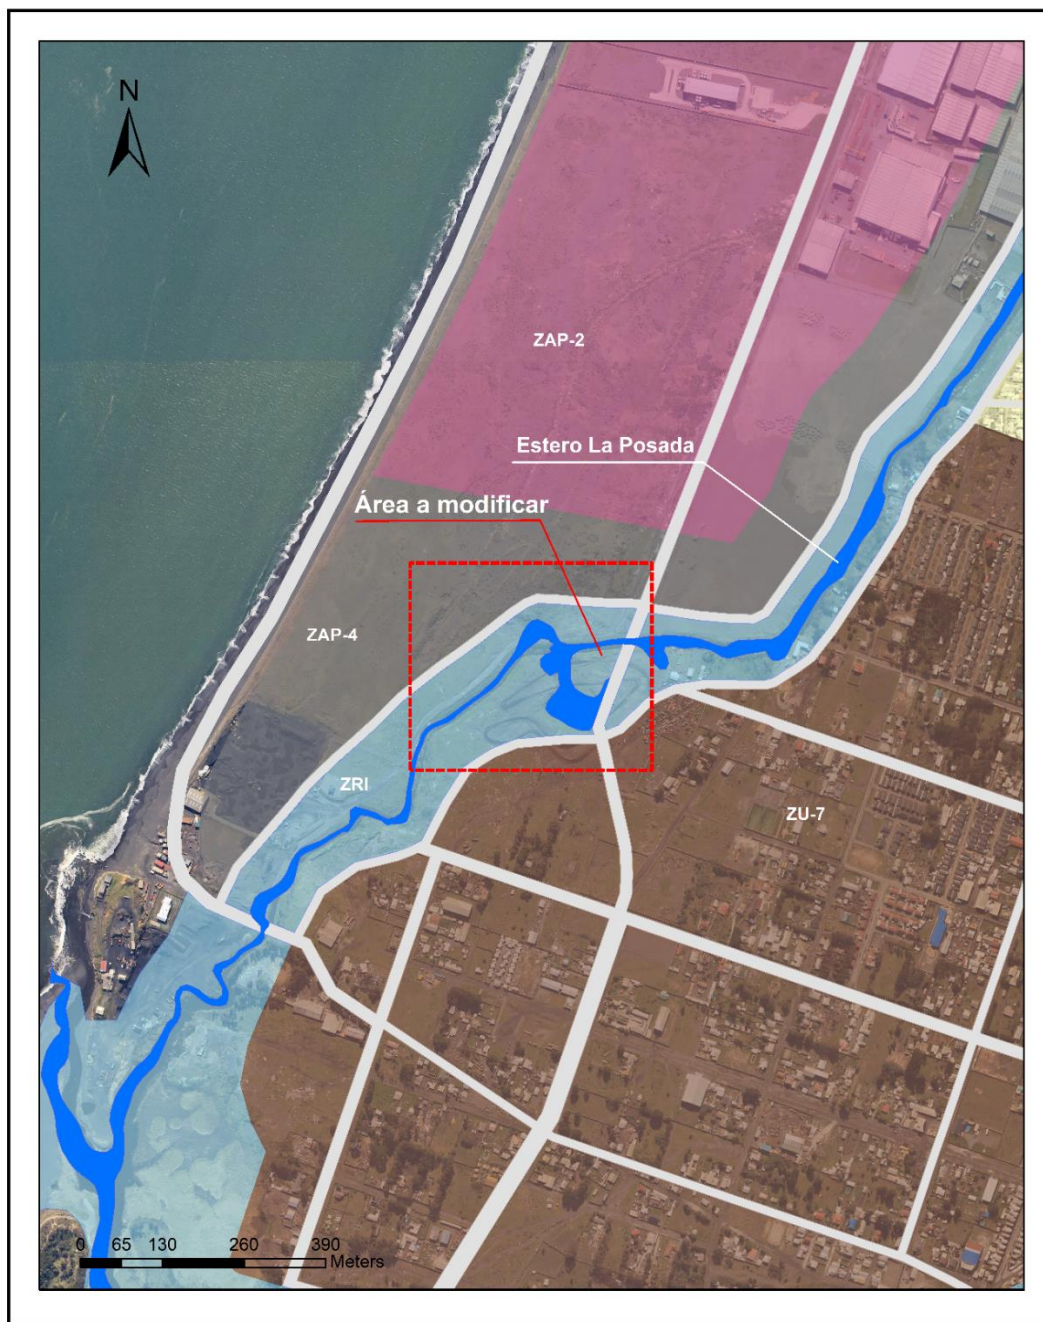 N
ZAP-2
Estero La Posada
Área a modificar
ZAP-4
ZRI
ZU-7
0 65 130 260 390
Meters